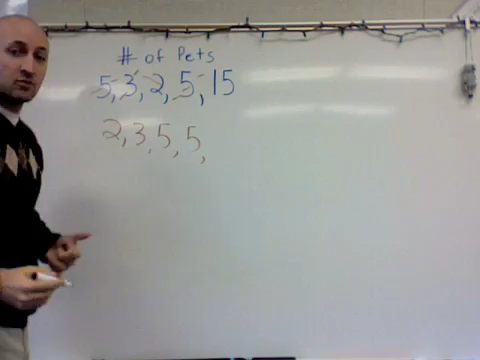 # of Pets
5, 3, 2, 5, 15
2, 3, 5, 5,